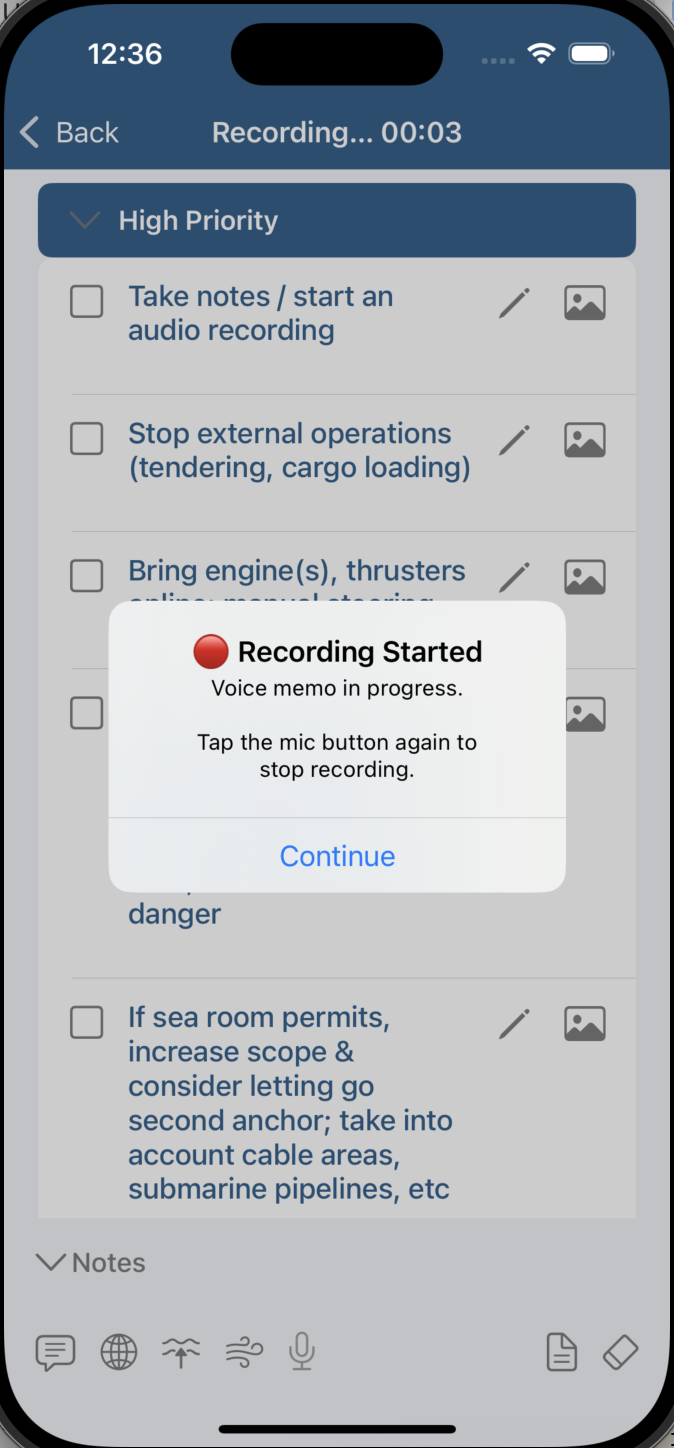 12:36
Back
Recording... 00:03
High Priority
Take notes / start an
audio recording
Stop external operations
(tendering, cargo loading)
Bring engine(s), thrusters
online; manual steering
🔴 Recording Started
Voice memo in progress.
Tap the mic button again to
stop recording.
Continue
danger
If sea room permits,
increase scope &
consider letting go
second anchor; take into
account cable areas,
submarine pipelines, etc
Notes